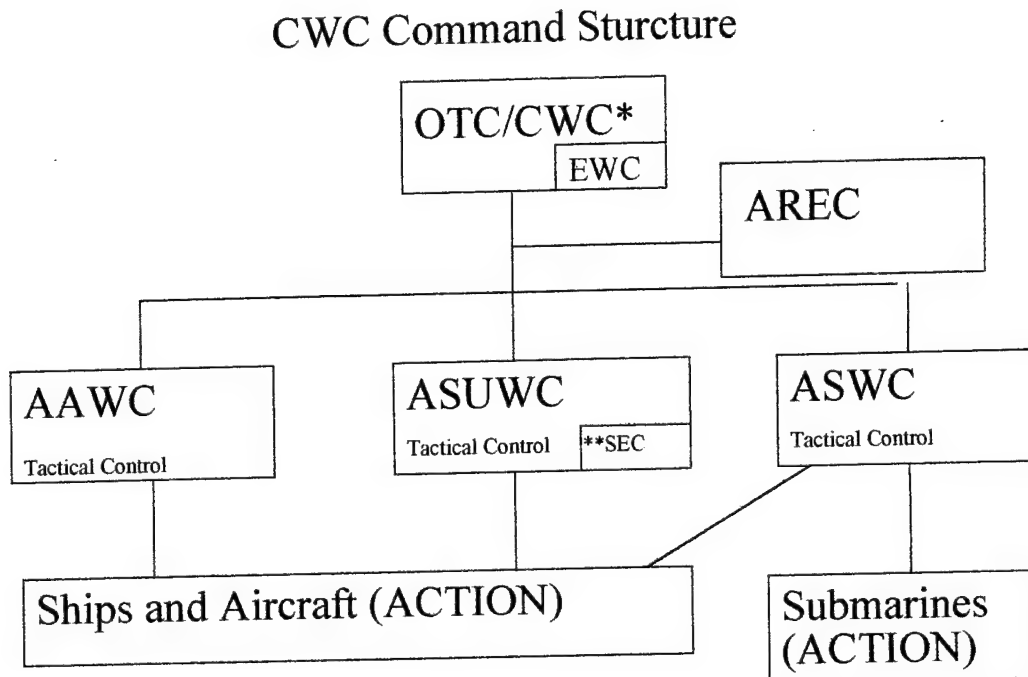 CWC Command Sturcture
OTC/CWC*
EWC
AREC
AAWC
Tactical Control
ASUWC
Tactical Control
**SEC
ASWC
Tactical Control
Ships and Aircraft (ACTION)
Submarines
(ACTION)